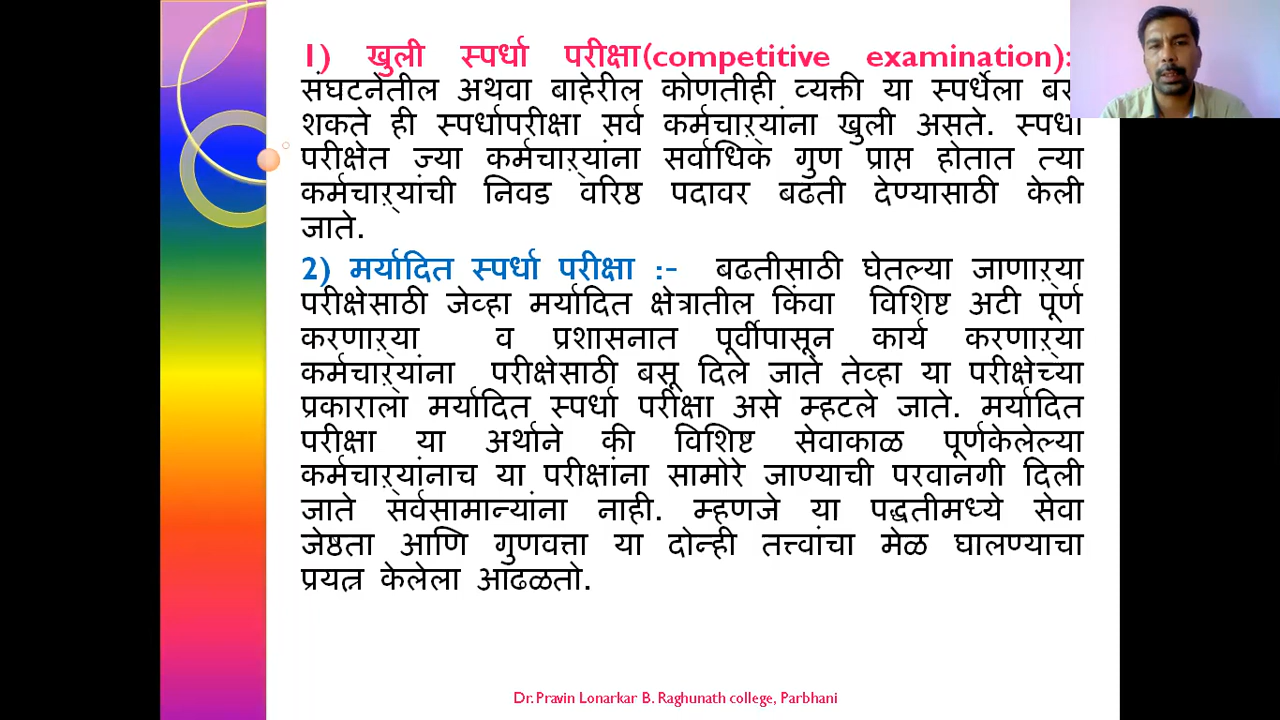 1) खुली स्पर्धा परीक्षा(competitive examination):
संघटनेतील अथवा बाहेरील कोणतीही व्यक्ती या स्पर्धेला बसू
शकते ही स्पर्धापरीक्षा सर्व कर्मचाऱ्यांना खुली असते. स्पर्धा
परीक्षेत ज्या कर्मचाऱ्यांना सर्वाधिक गुण प्राप्त होतात त्या
कर्मचाऱ्यांची निवड वरिष्ठ पदावर बढती देण्यासाठी केली
जाते.
2) मर्यादित स्पर्धा परीक्षा :- बढतीसाठी घेतल्या जाणाऱ्या
परीक्षेसाठी जेव्हा मर्यादित क्षेत्रातील किंवा विशिष्ट अटी पूर्ण
करणाऱ्या व प्रशासनात पूर्वीपासून कार्य करणाऱ्या
कर्मचाऱ्यांना परीक्षेसाठी बसू दिले जाते तेव्हा या परीक्षेच्या
प्रकाराला मर्यादित स्पर्धा परीक्षा असे म्हटले जाते. मर्यादित
परीक्षा या अर्थाने की विशिष्ट सेवाकाळ पूर्णकेलेल्या
कर्मचाऱ्यांनाच या परीक्षांना सामोरे जाण्याची परवानगी दिली
जाते सर्वसामान्यांना नाही. म्हणजे या पद्धतीमध्ये सेवा
जेष्ठता आणि गुणवत्ता या दोन्ही तत्त्वांचा मेळ घालण्याचा
प्रयत्न केलेला आढळतो.
Dr. Pravin Lonarkar B. Raghunath college, Parbhani